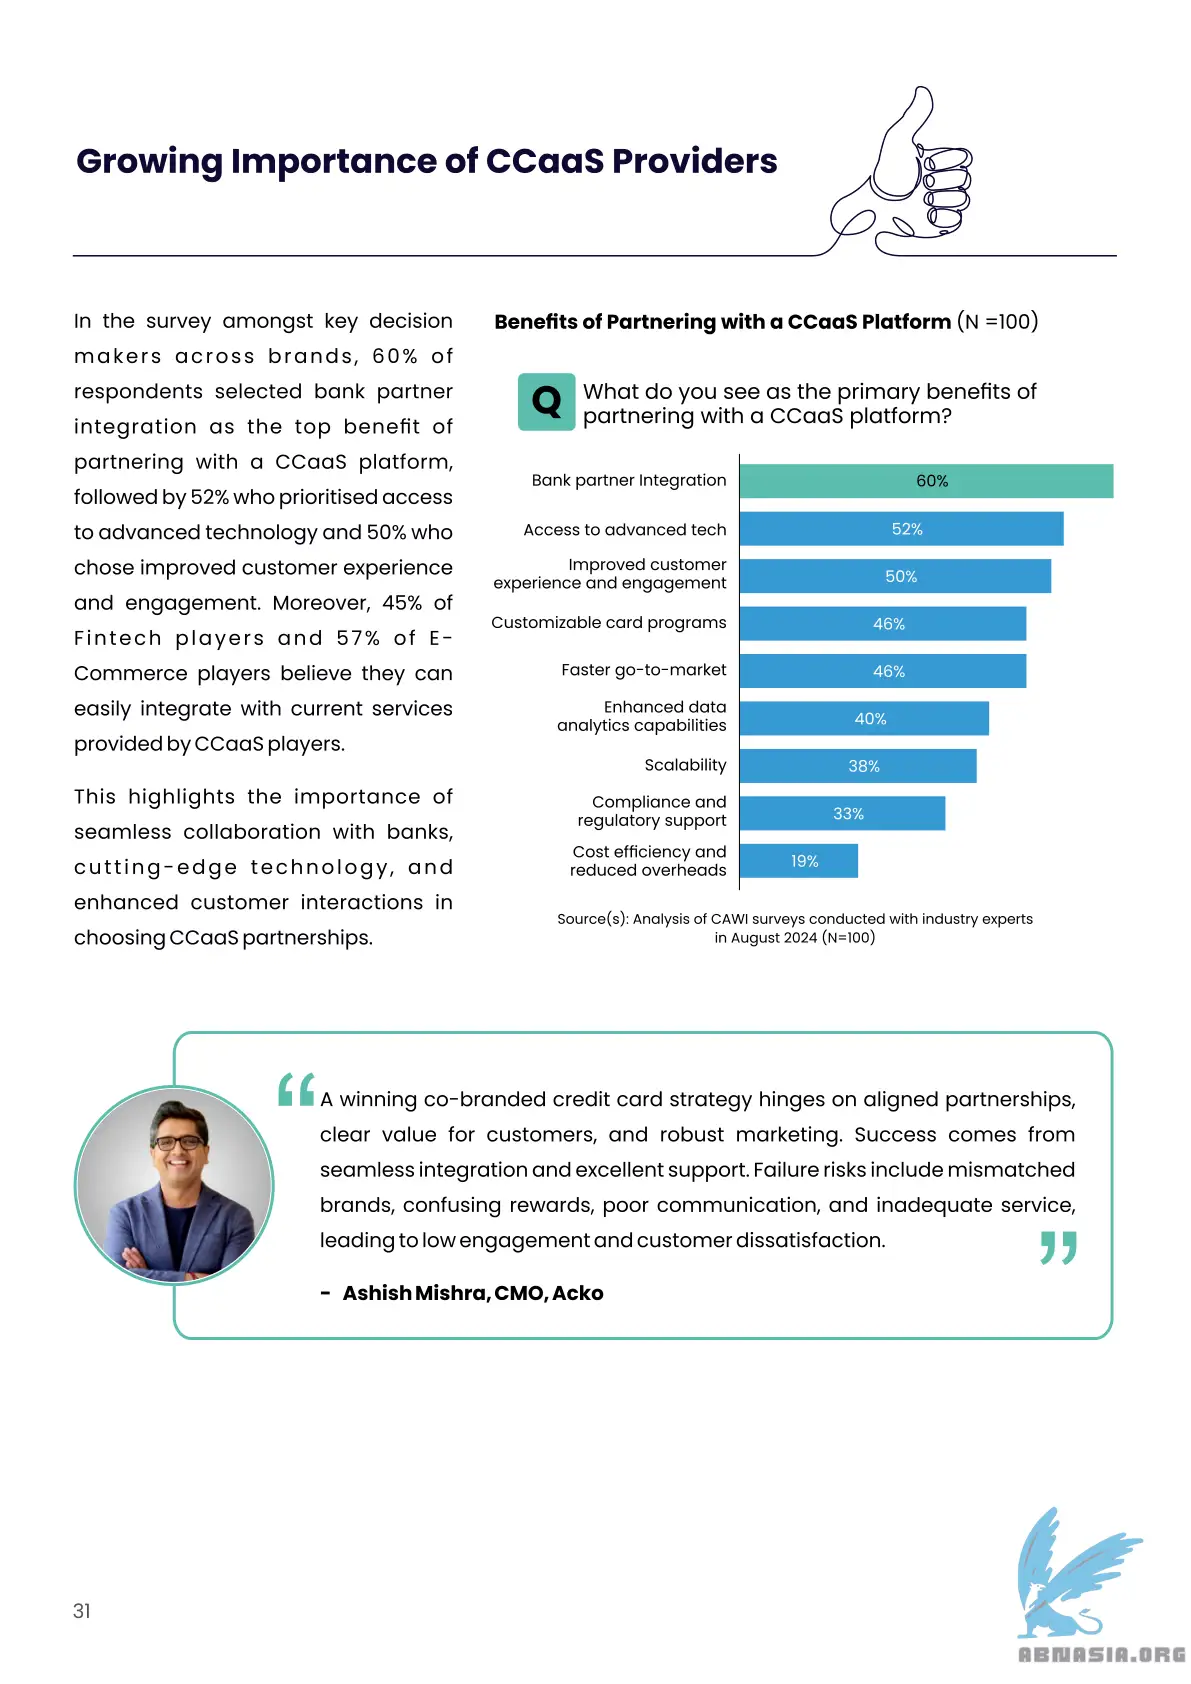 Growing Importance of CCaaS Providers
In the survey amongst key decision
makers across brands, 60% of
respondents selected bank partner
integration as the top benefit of
partnering with a CCaaS platform,
followed by 52% who prioritised access
to advanced technology and 50% who
chose improved customer experience
and engagement. Moreover, 45% of
Fintech players and 57% of E-
Commerce players believe they can
easily integrate with current services
provided by CCaaS players.
This highlights the importance of
seamless collaboration with banks,
cutting-edge technology, and
enhanced customer interactions in
choosing CCaaS partnerships.
Benefits of Partnering with a CCaaS Platform (N =100)
Q
What do you see as the primary benefits of
partnering with a CCaaS platform?
Bank partner Integration 60%
Access to advanced tech 52%
Improved customer
experience and engagement 50%
Customizable card programs 46%
Faster go-to-market 46%
Enhanced data
analytics capabilities 40%
Scalability 38%
Compliance and
regulatory support 33%
Cost efficiency and
reduced overheads 19%
Source(s): Analysis of CAWI surveys conducted with industry experts
in August 2024 (N=100)
“A winning co-branded credit card strategy hinges on aligned partnerships,
clear value for customers, and robust marketing. Success comes from
seamless integration and excellent support. Failure risks include mismatched
brands, confusing rewards, poor communication, and inadequate service,
leading to low engagement and customer dissatisfaction. ”
- Ashish Mishra, CMO, Acko
31
ABNASIA.ORG